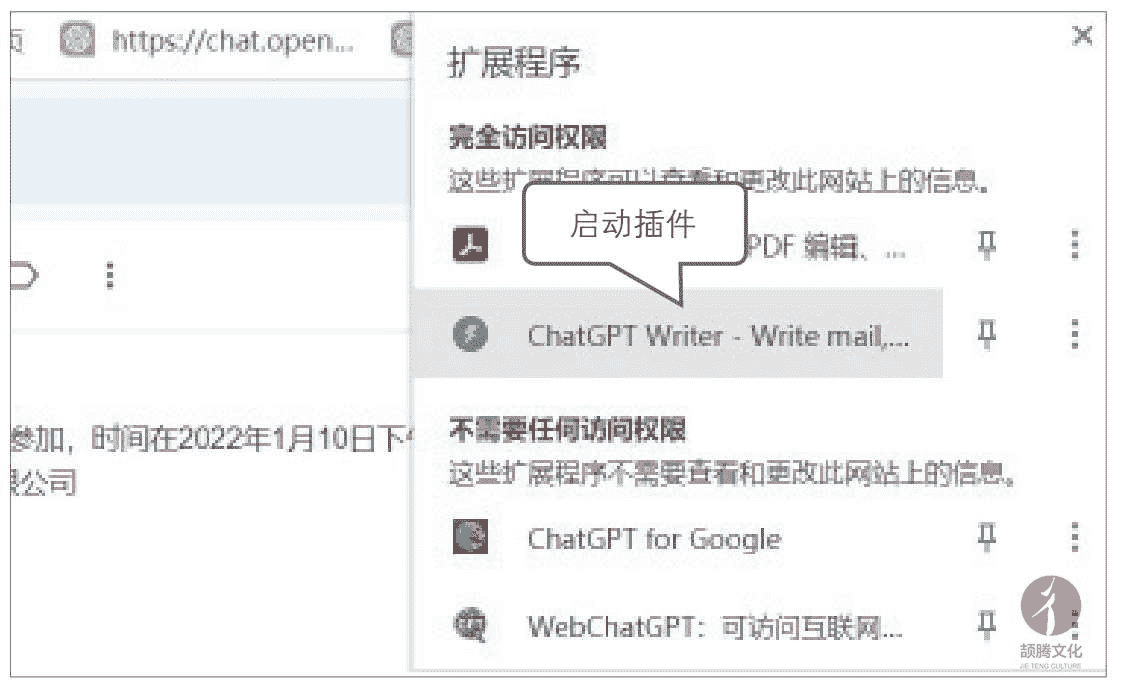 页
https://chat.open...
扩展程序
完全访问权限
这些扩展程序可以查看和更改此网站上的信息。
启动插件
PDF 编辑、...
ChatGPT Writer - Write mail,...
参加，时间在2022年1月10日下午
限公司
不需要任何访问权限
这些扩展程序不需要查看和更改此网站上的信息。
ChatGPT for Google
WebChatGPT：可访问互联网...
颉腾文化
JIE TENG CULTURE